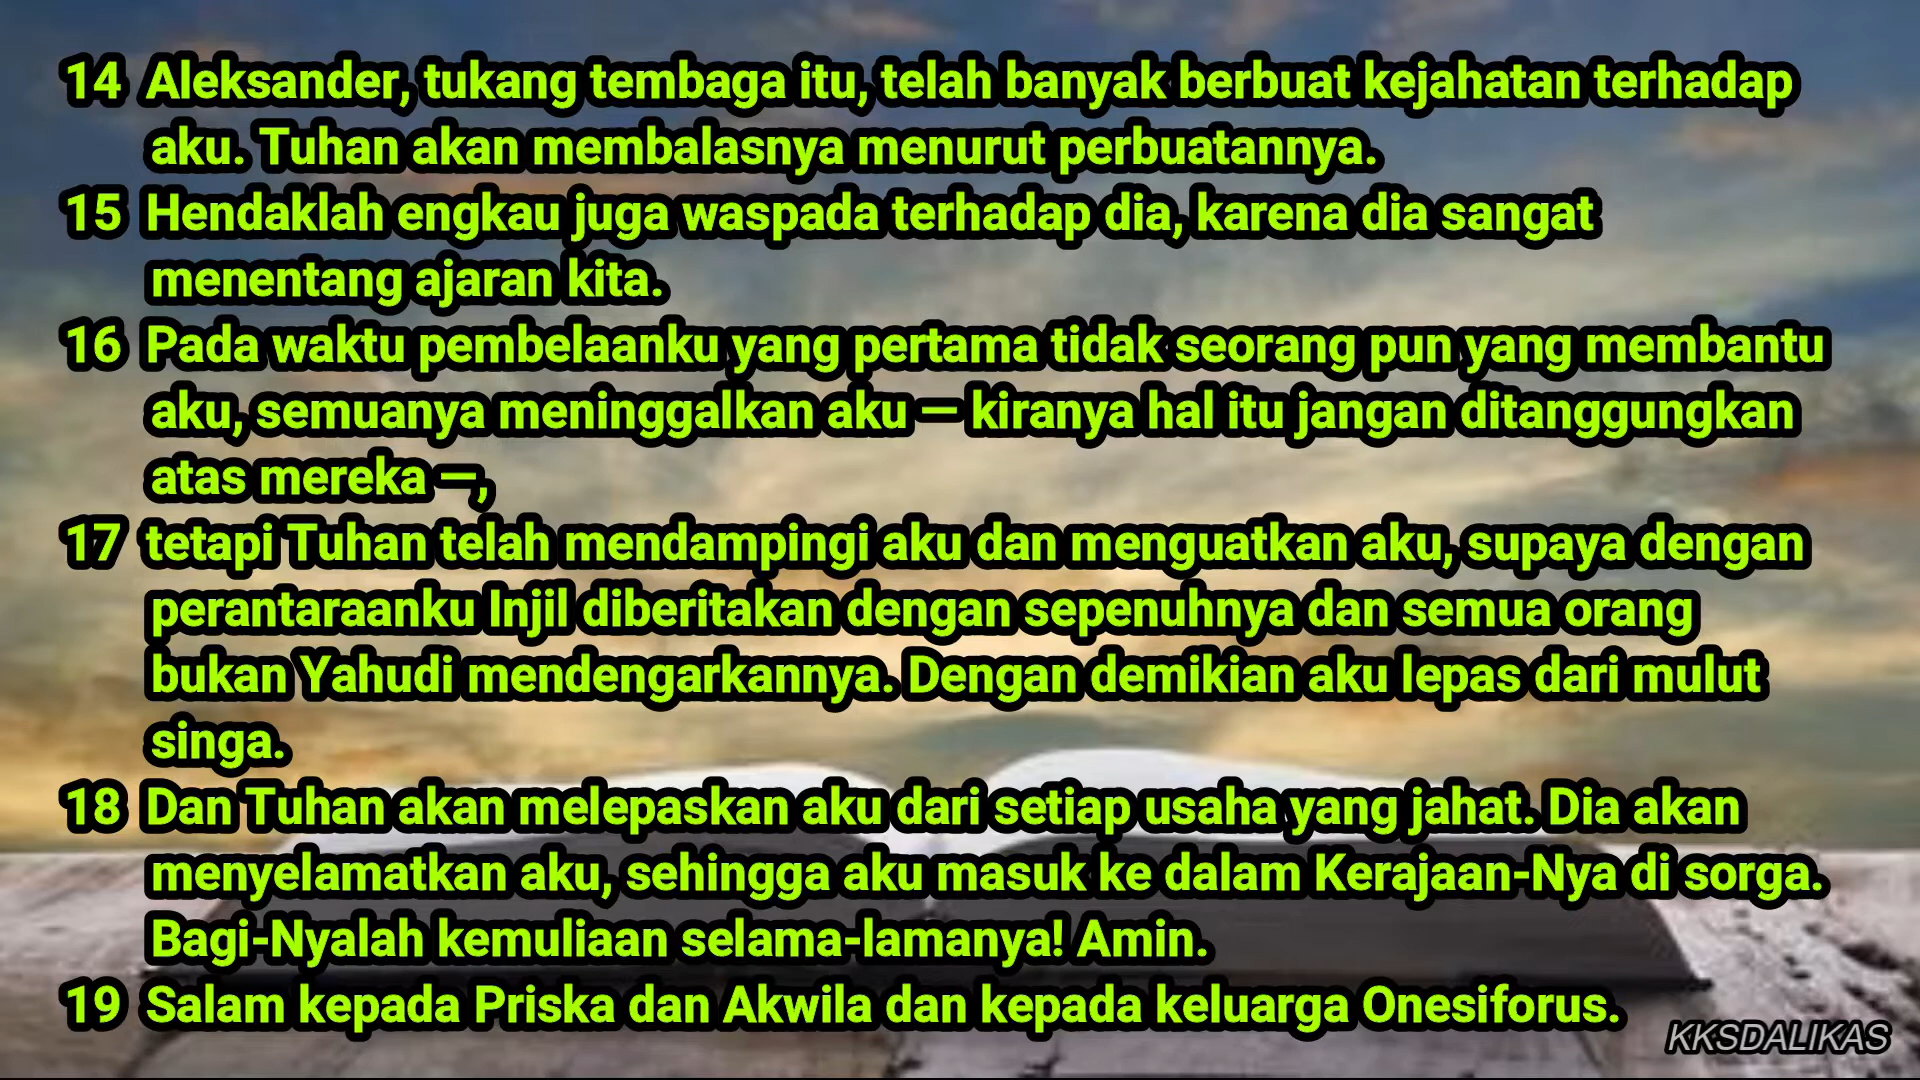 14 Aleksander, tukang tembaga itu, telah banyak berbuat kejahatan terhadap
aku. Tuhan akan membalasnya menurut perbuatannya.
15 Hendaklah engkau juga waspada terhadap dia, karena dia sangat
menentang ajaran kita.
16 Pada waktu pembelaanku yang pertama tidak seorang pun yang membantu
aku, semuanya meninggalkan aku — kiranya hal itu jangan ditanggungkan
atas mereka —,
17 tetapi Tuhan telah mendampingi aku dan menguatkan aku, supaya dengan
perantaraanku Injil diberitakan dengan sepenuhnya dan semua orang
bukan Yahudi mendengarkannya. Dengan demikian aku lepas dari mulut
singa.
18 Dan Tuhan akan melepaskan aku dari setiap usaha yang jahat. Dia akan
menyelamatkan aku, sehingga aku masuk ke dalam Kerajaan-Nya di sorga.
Bagi-Nyalah kemuliaan selama-lamanya! Amin.
19 Salam kepada Priska dan Akwila dan kepada keluarga Onesiforus.
KKSDALIKAS